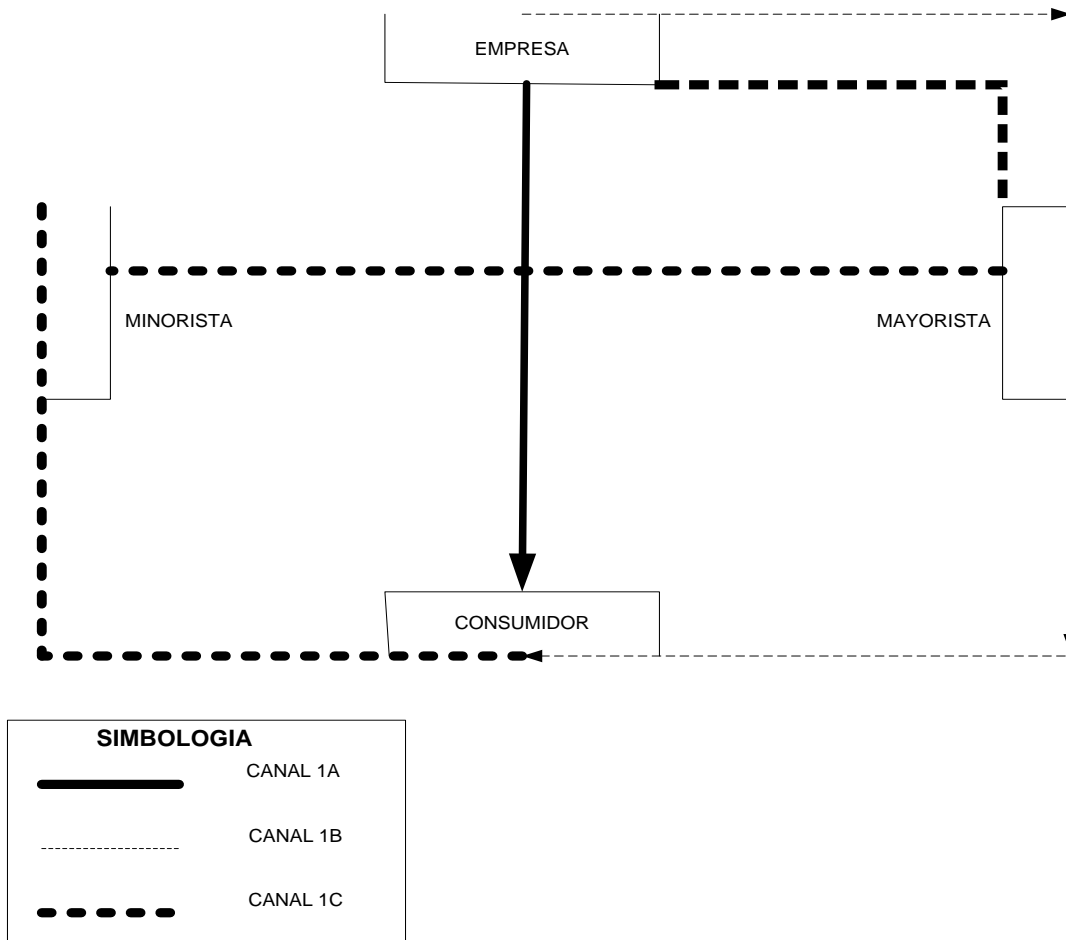 EMPRESA
MINORISTA
MAYORISTA
CONSUMIDOR
SIMBOLOGIA
CANAL 1A
CANAL 1B
CANAL 1C